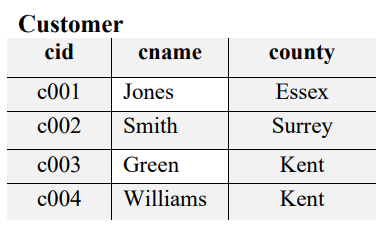 Customer
cid cname county
c001 Jones Essex
c002 Smith Surrey
c003 Green Kent
c004 Williams Kent